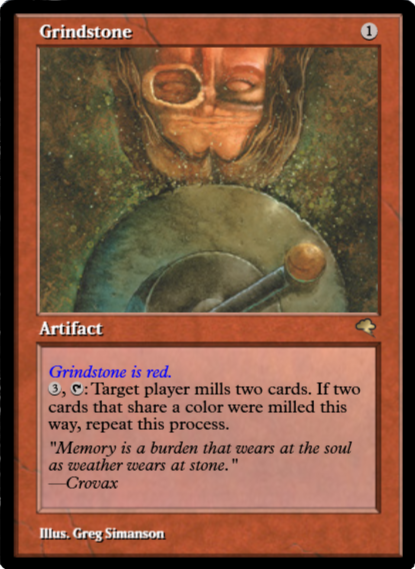 Grindstone 1
Artifact
Grindstone is red.
3, T: Target player mills two cards. If two
cards that share a color were milled this
way, repeat this process.
"Memory is a burden that wears at the soul
as weather wears at stone."
—Crovax
Illus. Greg Simanson